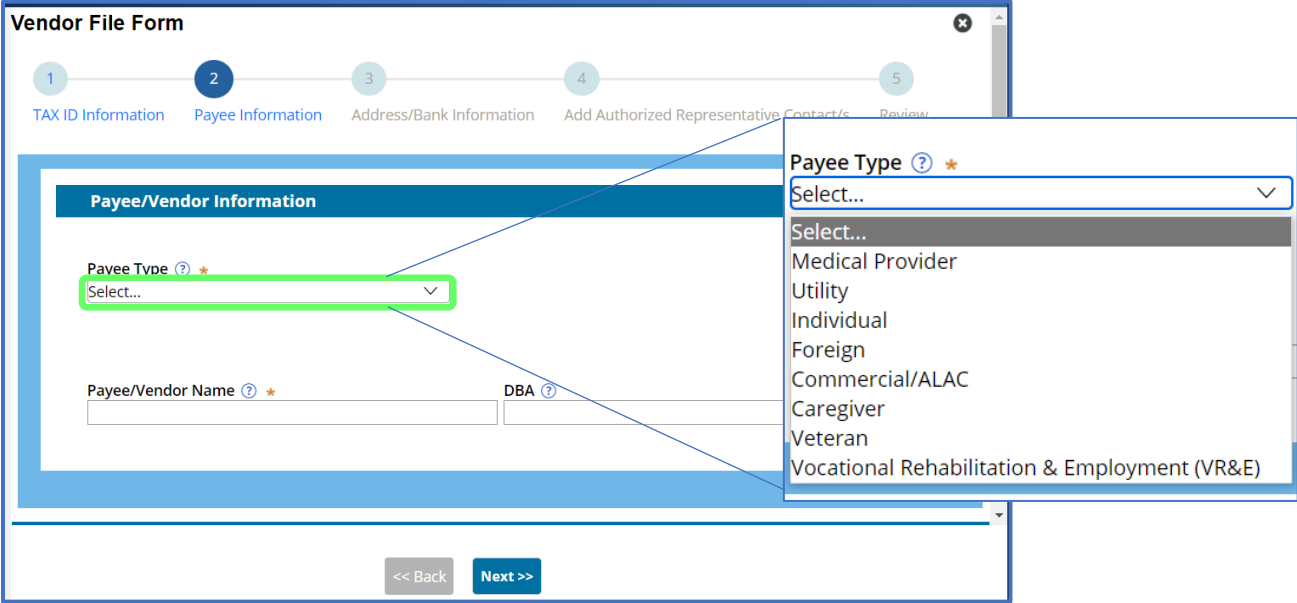 Vendor File Form
1 2 3 4 5
TAX ID Information Payee Information Address/Bank Information Add Authorized Representative Contact/s Review
Payee/Vendor Information
Payee Type ? *
Select...
Payee/Vendor Name ? * DBA ?
<< Back Next >>
Payee Type ? *
Select...
Select...
Medical Provider
Utility
Individual
Foreign
Commercial/ALAC
Caregiver
Veteran
Vocational Rehabilitation & Employment (VR&E)